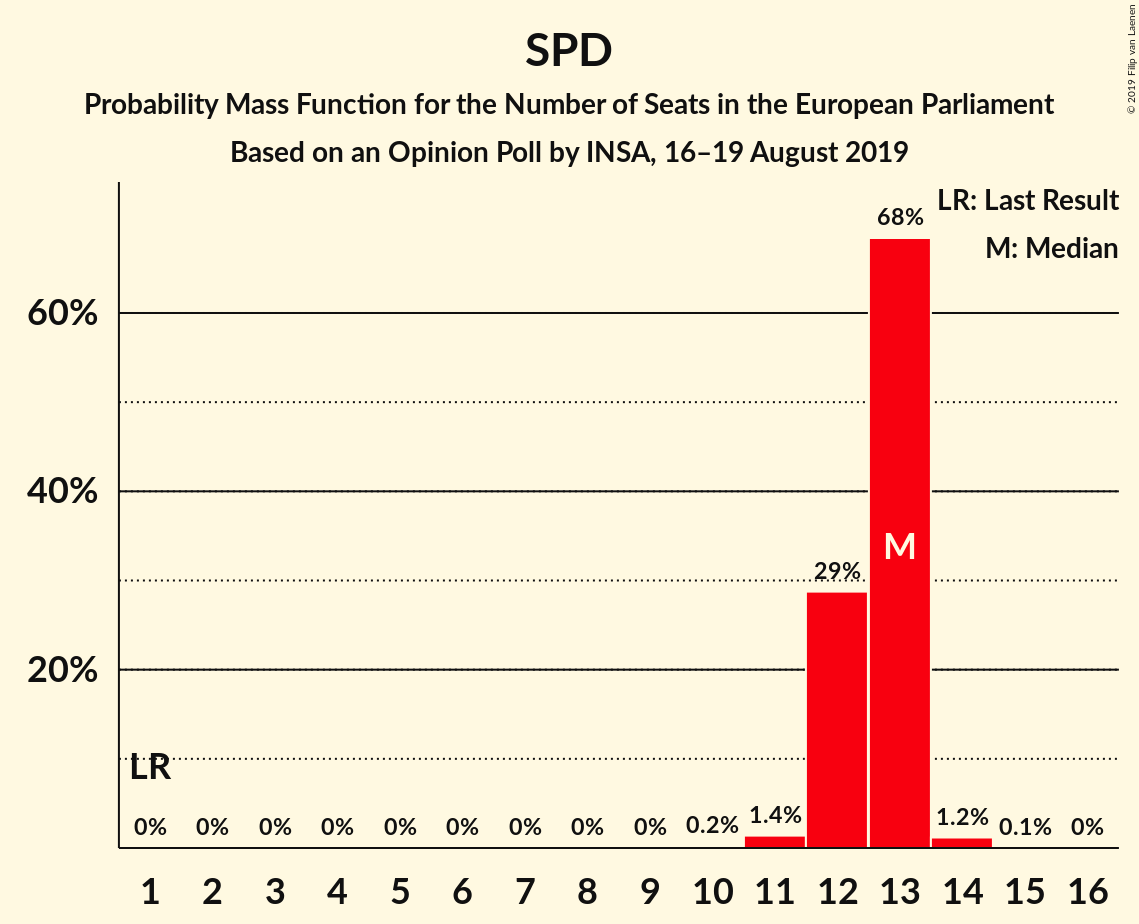 SPD
Probability Mass Function for the Number of Seats in the European Parliament
Based on an Opinion Poll by INSA, 16–19 August 2019
© 2019 Filip van Laenen
LR: Last Result
M: Median
68%
60%
40%
M
29%
20%
LR
0% 0% 0% 0% 0% 0% 0% 0% 0% 0.2% 1.4% 1.2% 0.1% 0%
1 2 3 4 5 6 7 8 9 10 11 12 13 14 15 16